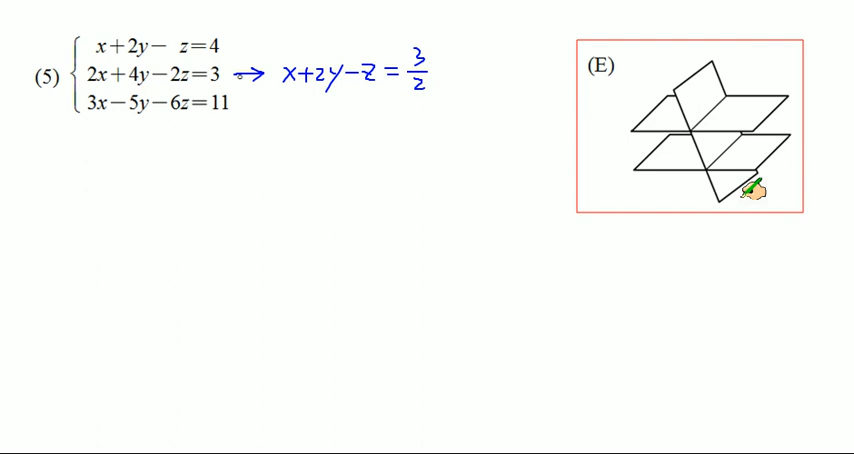 x+2y− z=4
(5) 2x+4y−2z=3 → x+2y−z = 3/2
3x−5y−6z=11
(E)